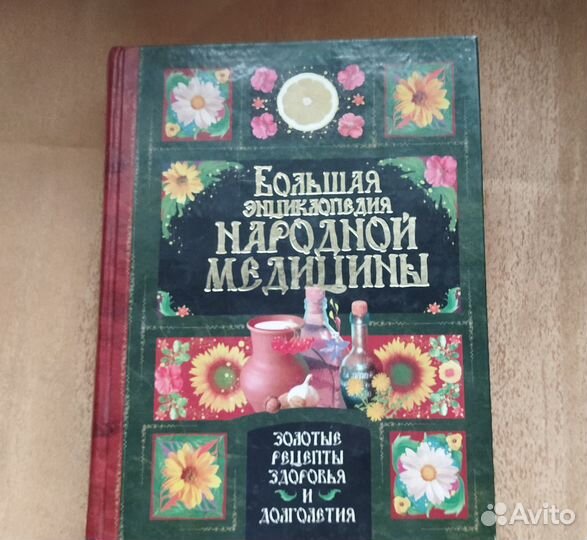 Большая
энциклопедия
народной
медицины
золотые
рецепты
здоровья
и
долголетия
Avito